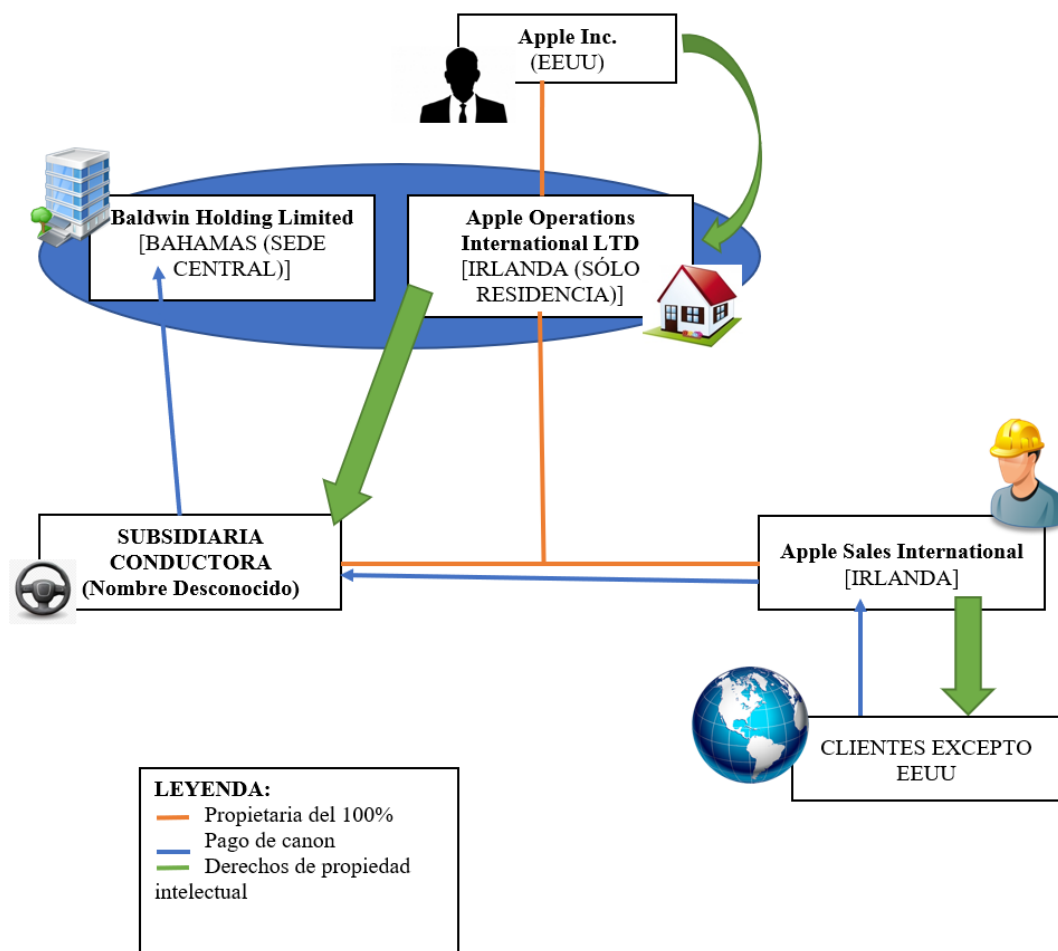 Apple Inc.
(EEUU)
Baldwin Holding Limited
[BAHAMAS (SEDE
CENTRAL)]
Apple Operations
International LTD
[IRLANDA (SÓLO
RESIDENCIA)]
SUBSIDIARIA
CONDUCTORA
(Nombre Desconocido)
Apple Sales International
[IRLANDA]
CLIENTES EXCEPTO
EEUU
LEYENDA:
Propietaria del 100%
Pago de canon
Derechos de propiedad
intelectual